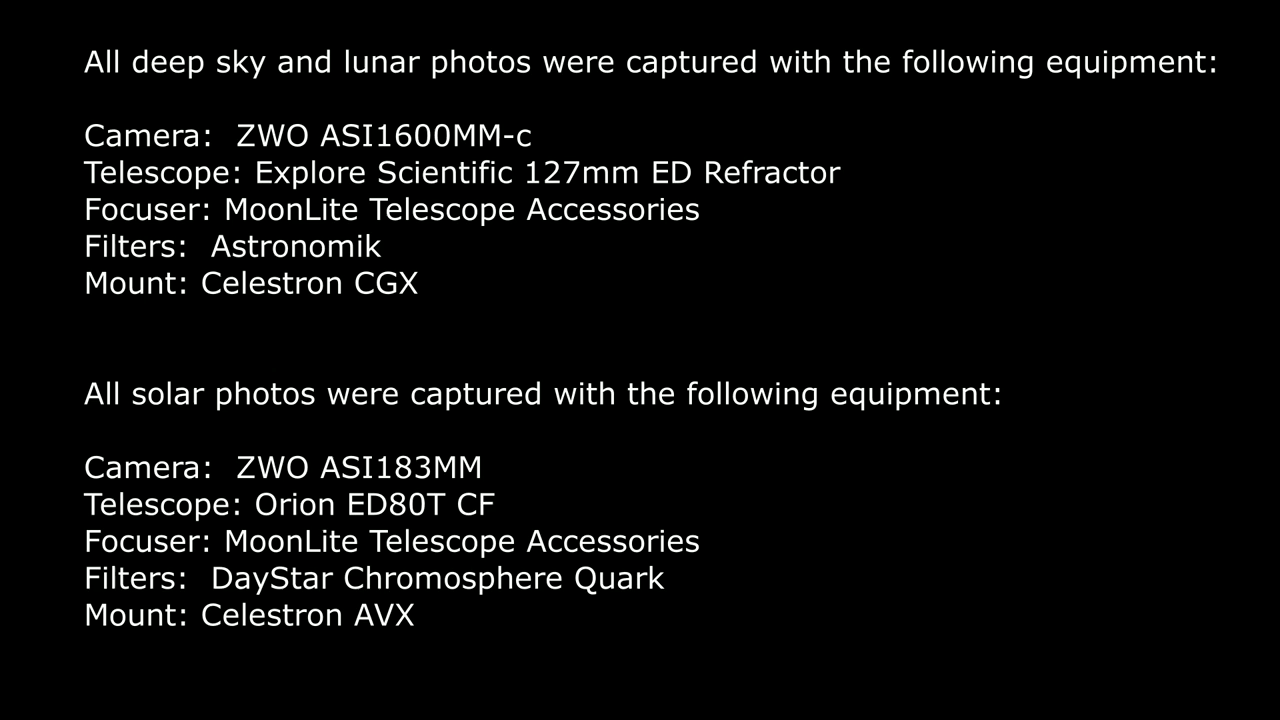 All deep sky and lunar photos were captured with the following equipment:
Camera:  ZWO ASI1600MM-c
Telescope: Explore Scientific 127mm ED Refractor
Focuser: MoonLite Telescope Accessories
Filters:  Astronomik
Mount: Celestron CGX
All solar photos were captured with the following equipment:
Camera:  ZWO ASI183MM
Telescope: Orion ED80T CF
Focuser: MoonLite Telescope Accessories
Filters:  DayStar Chromosphere Quark
Mount: Celestron AVX